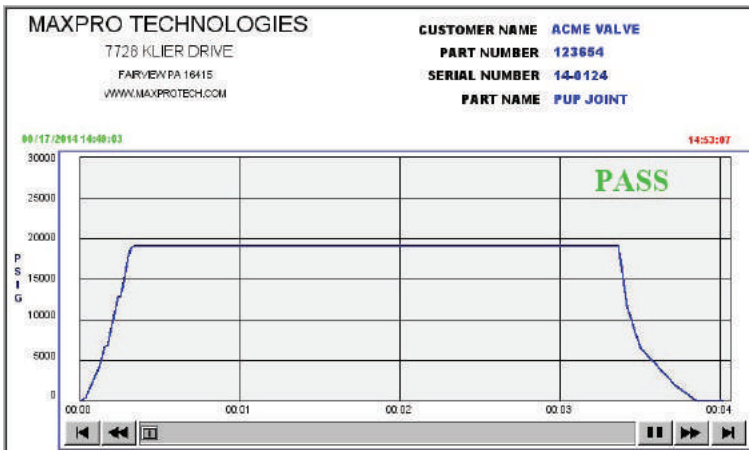 MAXPRO TECHNOLOGIES
7728 KLIER DRIVE
FAIRVIEW PA 16415
WWW.MAXPROTECH.COM
CUSTOMER NAME ACME VALVE
PART NUMBER 123654
SERIAL NUMBER 14-0124
PART NAME PUP JOINT
09/17/2014 14:49:03
14:53:07
PASS
30000
25000
20000
15000
10000
5000
0
PSIG
00:00 00:01 00:02 00:03 00:04